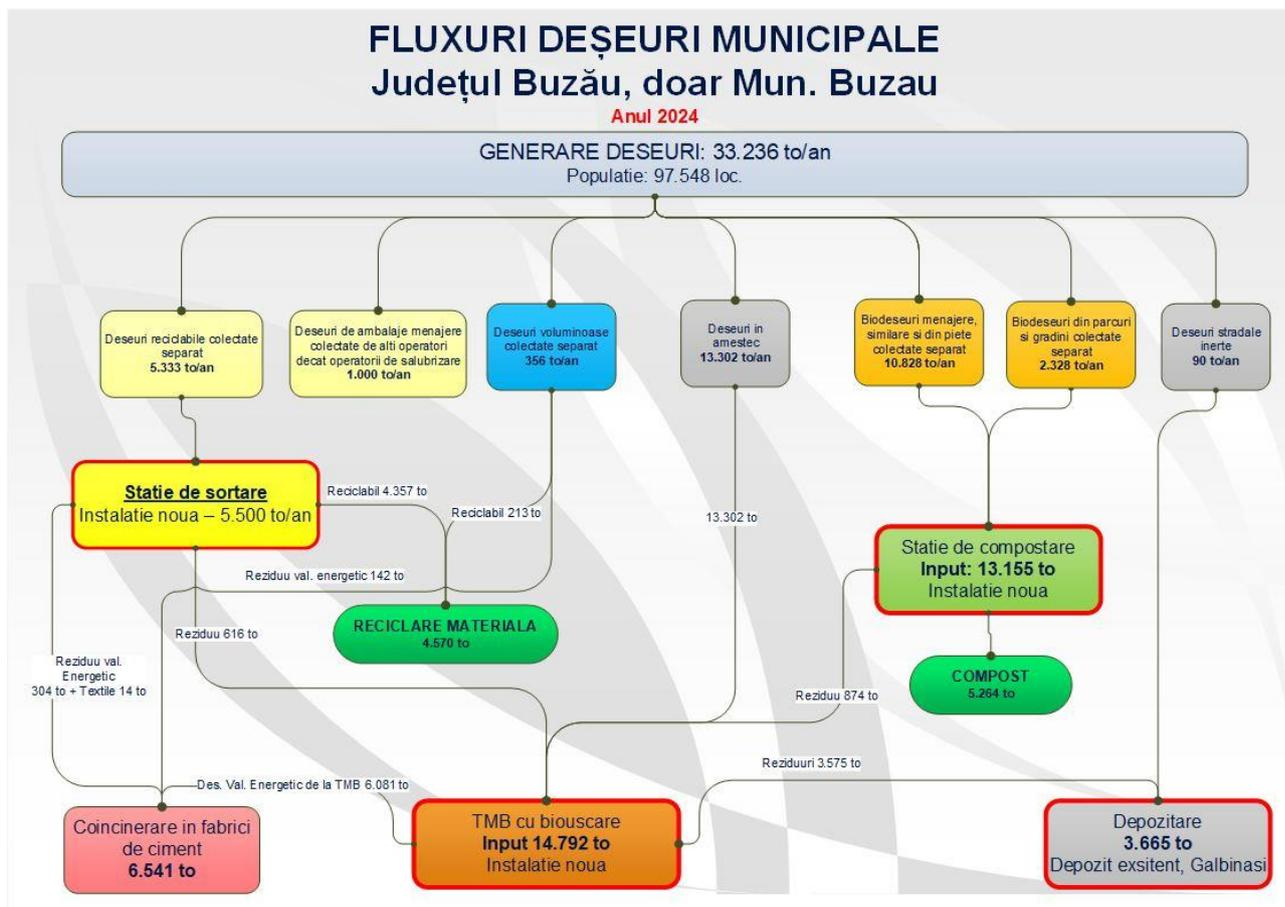 FLUXURI DEȘEURI MUNICIPALE
Județul Buzău, doar Mun. Buzau
Anul 2024
GENERARE DESEURI: 33.236 to/an
Populatie: 97.548 loc.
Deseuri reciclabile colectate
separat
5.333 to/an
Deseuri de ambalaje menajere
colectate de alti operatori
decat operatorii de salubrizare
1.000 to/an
Deseuri voluminoase
colectate separat
356 to/an
Deseuri in
amestec
13.302 to/an
Biodeseuri menajere,
similare si din piete
colectate separat
10.828 to/an
Biodeseuri din parcuri
si gradini colectate
separat
2.328 to/an
Deseuri stradale
inerte
90 to/an
Statie de sortare
Instalatie noua – 5.500 to/an
Reciclabil 4.357 to
Reciclabil 213 to
13.302 to
Statie de compostare
Input: 13.155 to
Instalatie noua
Reziduu val. energetic 142 to
RECICLARE MATERIALA
4.570 to
Reziduu 616 to
Reziduu val.
Energetic
304 to + Textile 14 to
COMPOST
5.264 to
Reziduu 874 to
Reziduuri 3.575 to
Des. Val. Energetic de la TMB 6.081 to
Coincinerare in fabrici
de ciment
6.541 to
TMB cu biouscare
Input 14.792 to
Instalatie noua
Depozitare
3.665 to
Depozit exsitent, Galbinasi